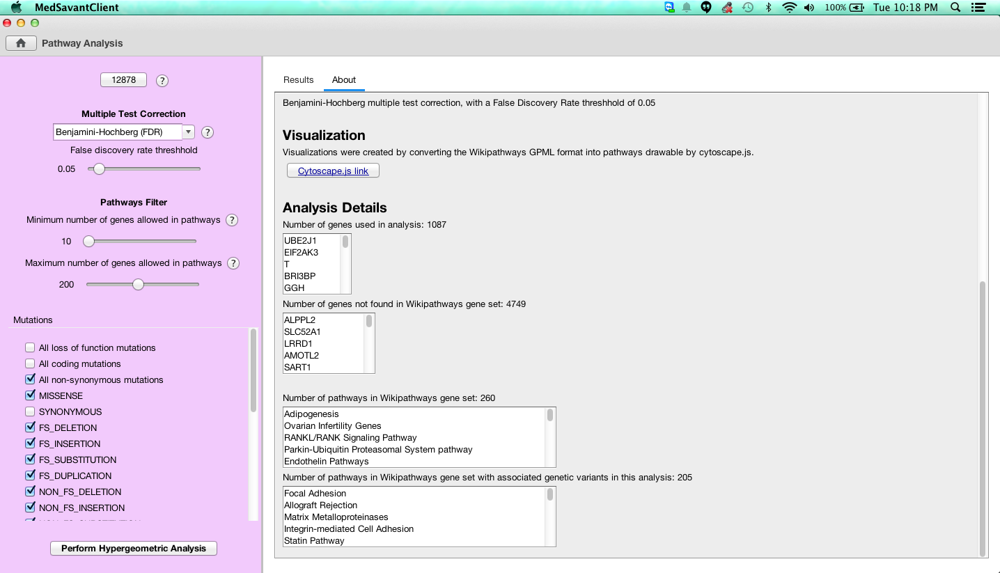 MedSavantClient
100%
Tue 10:18 PM
Pathway Analysis
12878
?
Multiple Test Correction
Benjamini-Hochberg (FDR)
?
False discovery rate threshhold
0.05
Pathways Filter
Minimum number of genes allowed in pathways
?
10
Maximum number of genes allowed in pathways
?
200
Mutations
All loss of function mutations
All coding mutations
All non-synonymous mutations
MISSENSE
SYNONYMOUS
FS_DELETION
FS_INSERTION
FS_SUBSTITUTION
FS_DUPLICATION
NON_FS_DELETION
NON_FS_INSERTION
Perform Hypergeometric Analysis
Results
About
Benjamini-Hochberg multiple test correction, with a False Discovery Rate threshhold of 0.05
Visualization
Visualizations were created by converting the Wikipathways GPML format into pathways drawable by cytoscape.js.
Cytoscape.js link
Analysis Details
Number of genes used in analysis: 1087
UBE2J1
EIF2AK3
T
BRI3BP
GGH
Number of genes not found in Wikipathways gene set: 4749
ALPPL2
SLC52A1
LRRD1
AMOTL2
SART1
Number of pathways in Wikipathways gene set: 260
Adipogenesis
Ovarian Infertility Genes
RANKL/RANK Signaling Pathway
Parkin-Ubiquitin Proteasomal System pathway
Endothelin Pathways
Number of pathways in Wikipathways gene set with associated genetic variants in this analysis: 205
Focal Adhesion
Allograft Rejection
Matrix Metalloproteinases
Integrin-mediated Cell Adhesion
Statin Pathway